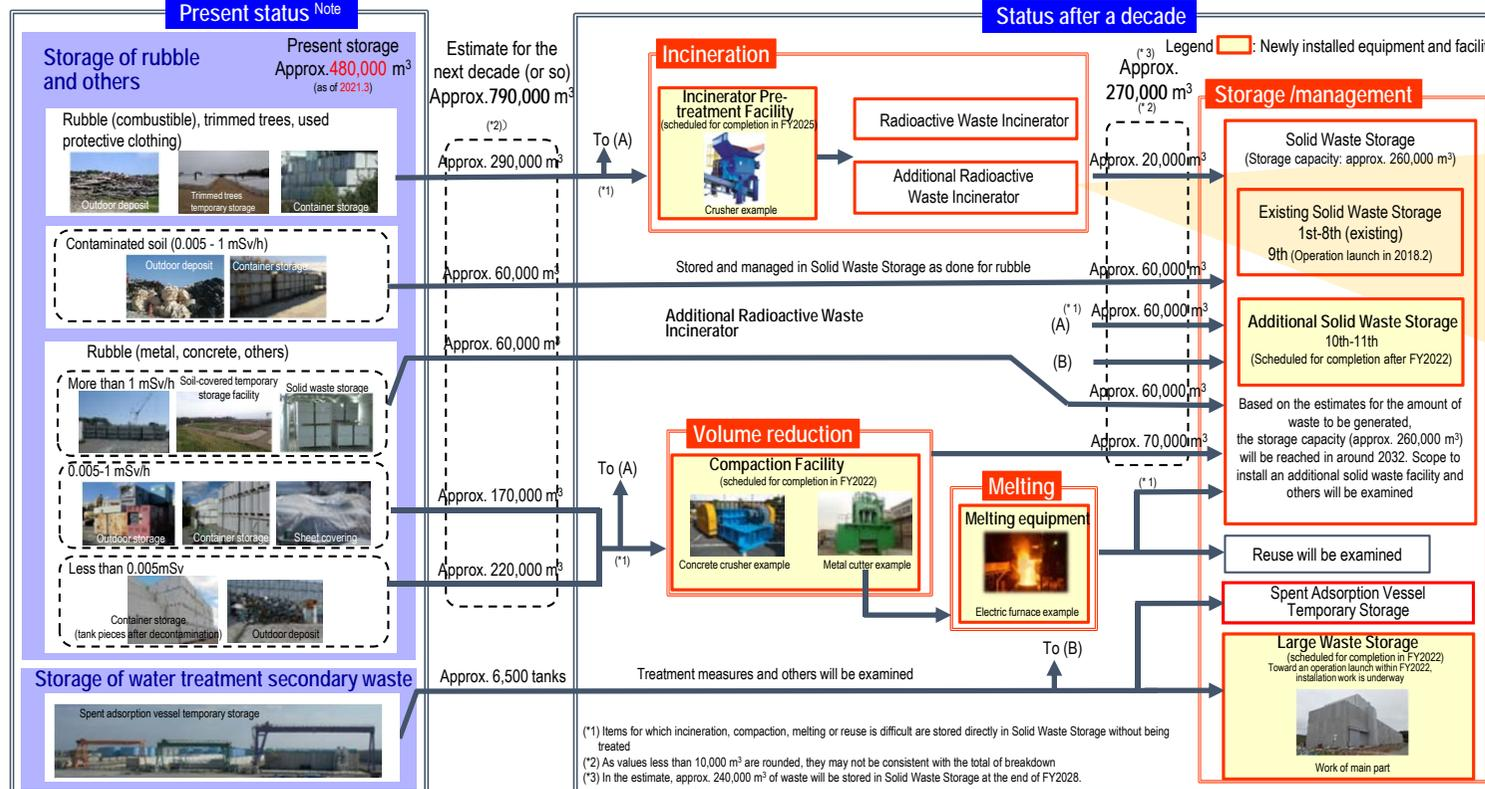 Present status Note
Storage of rubble
and others
Present storage
Approx.480,000 m3
(as of 2021.3)
Rubble (combustible), trimmed trees, used
protective clothing)
Outdoor deposit
Trimmed trees
temporary storage
Container storage
Contaminated soil (0.005 - 1 mSv/h)
Outdoor deposit
Container storage
Rubble (metal, concrete, others)
More than 1 mSv/h
Soil-covered temporary
storage facility
Solid waste storage
0.005-1 mSv/h
Outdoor storage
Container storage
Sheet covering
Less than 0.005mSv
Container storage
(tank pieces after decontamination)
Outdoor deposit
Storage of water treatment secondary waste
Spent adsorption vessel temporary storage
Estimate for the
next decade (or so)
Approx.790,000 m3
(*2))
Approx. 290,000 m3
Approx. 60,000 m3
Approx. 60,000 m3
Approx. 170,000 m3
Approx. 220,000 m3
Approx. 6,500 tanks
Status after a decade
Legend
: Newly installed equipment and facilit
To (A)
(*1)
Incineration
Incinerator Pre-
treatment Facility
(scheduled for completion in FY2025)
Crusher example
Radioactive Waste Incinerator
Additional Radioactive
Waste Incinerator
Stored and managed in Solid Waste Storage as done for rubble
Additional Radioactive Waste
Incinerator
To (A)
(*1)
Volume reduction
Compaction Facility
(scheduled for completion in FY2022)
Concrete crusher example
Metal cutter example
Melting
Melting equipment
Electric furnace example
To (B)
Treatment measures and others will be examined
(* 3)
Approx.
270,000 m3
(* 2)
Approx. 20,000 m3
Approx. 60,000 m3
(* 1)
(A)
Approx. 60,000 m3
(B)
Approx. 60,000 m3
Approx. 70,000 m3
(* 1)
Storage /management
Solid Waste Storage
(Storage capacity: approx. 260,000 m3)
Existing Solid Waste Storage
1st-8th (existing)
9th (Operation launch in 2018.2)
Additional Solid Waste Storage
10th-11th
(Scheduled for completion after FY2022)
Based on the estimates for the amount of
waste to be generated,
the storage capacity (approx. 260,000 m3)
will be reached in around 2032. Scope to
install an additional solid waste facility and
others will be examined
Reuse will be examined
Spent Adsorption Vessel
Temporary Storage
Large Waste Storage
(scheduled for completion in FY2022)
Toward an operation launch within FY2022,
installation work is underway
Work of main part
(*1) Items for which incineration, compaction, melting or reuse is difficult are stored directly in Solid Waste Storage without being
treated
(*2) As values less than 10,000 m3 are rounded, they may not be consistent with the total of breakdown
(*3) In the estimate, approx. 240,000 m3 of waste will be stored in Solid Waste Storage at the end of FY2028.